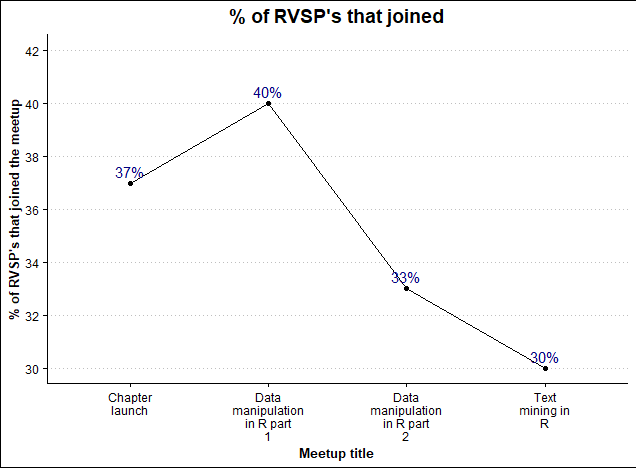 % of RVSP's that joined
% of RVSP's that joined the meetup
42
40
38
36
34
32
30
37%
40%
33%
30%
Chapter
launch
Data
manipulation
in R part
1
Data
manipulation
in R part
2
Text
mining in
R
Meetup title